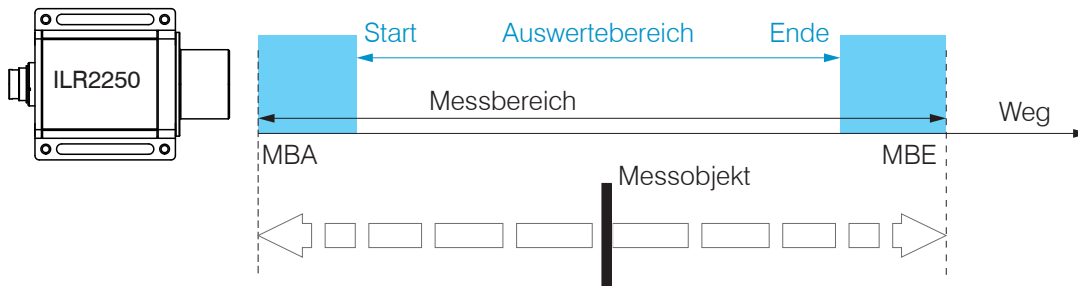 Start Auswertebereich Ende
ILR2250
Messbereich
Weg
MBA MBE
Messobjekt